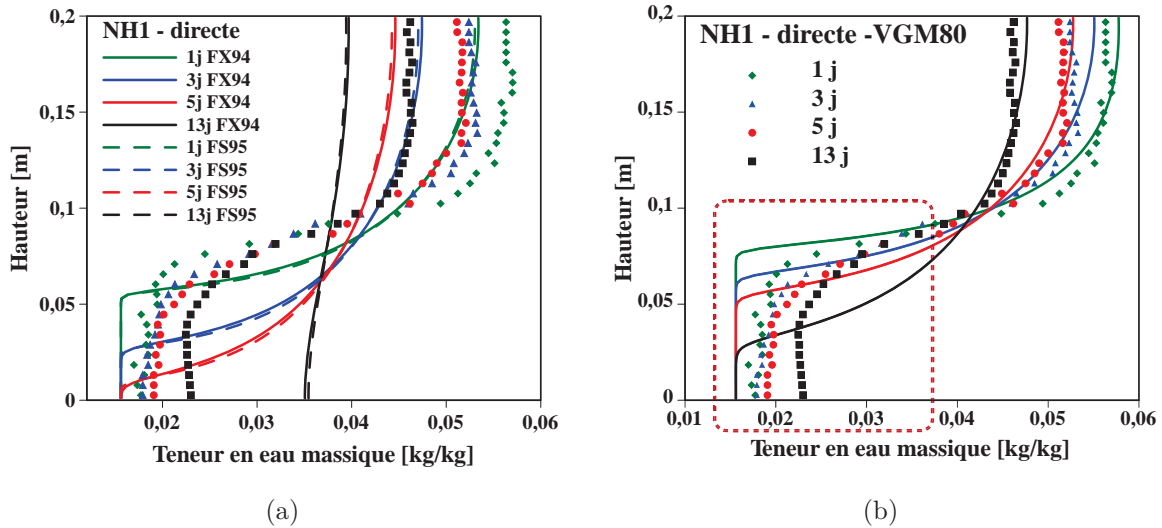 NH1 - directe
1j FX94
3j FX94
5j FX94
13j FX94
1j FS95
3j FS95
5j FS95
13j FS95
0,2
0,15
0,1
0,05
0
Hauteur [m]
0,02 0,03 0,04 0,05 0,06
Teneur en eau massique [kg/kg]
(a)
NH1 - directe -VGM80
1 j
3 j
5 j
13 j
0,2
0,15
0,1
0,05
0
Hauteur [m]
0,01 0,02 0,03 0,04 0,05 0,06
Teneur en eau massique [kg/kg]
(b)